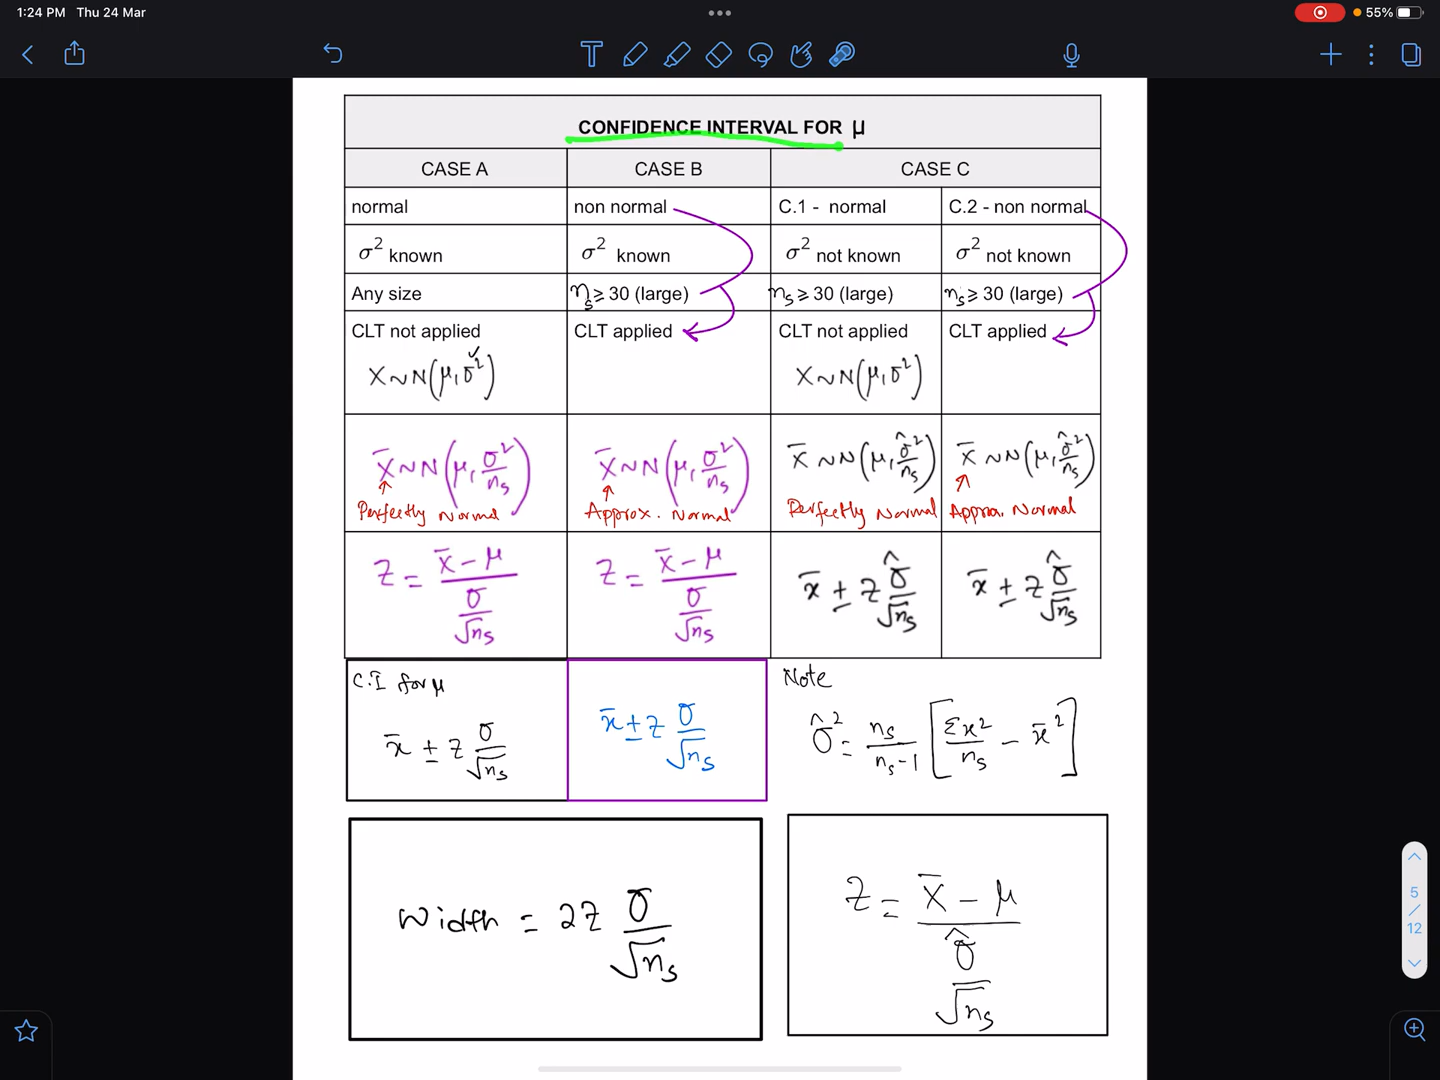 1:24 PM Thu 24 Mar
55%
CONFIDENCE INTERVAL FOR μ
CASE A CASE B CASE C
normal non normal C.1 - normal C.2 - non normal
σ² known σ² known σ² not known σ² not known
Any size nₛ ≥ 30 (large) nₛ ≥ 30 (large) nₛ ≥ 30 (large)
CLT not applied CLT applied CLT not applied CLT applied
X~N(μ, σ²) X~N(μ, σ²)
X̄~N(μ, σ²/nₛ) X̄~N(μ, σ²/nₛ) X̄~N(μ, σ̂²/nₛ) X̄~N(μ, σ̂²/nₛ)
Perfectly Normal Approx. Normal Perfectly Normal Approx. Normal
Z = (x̄ - μ)/(σ/√nₛ) Z = (x̄ - μ)/(σ/√nₛ) x̄ ± z σ̂/√nₛ x̄ ± z σ̂/√nₛ
C.I for μ
x̄ ± z σ/√nₛ
x̄ ± z σ/√nₛ
Note
σ̂² = nₛ/(nₛ-1) [Σx²/nₛ - x̄²]
Width = 2Z σ/√nₛ
Z = (X̄ - μ)/(σ̂/√nₛ)
5
/
12